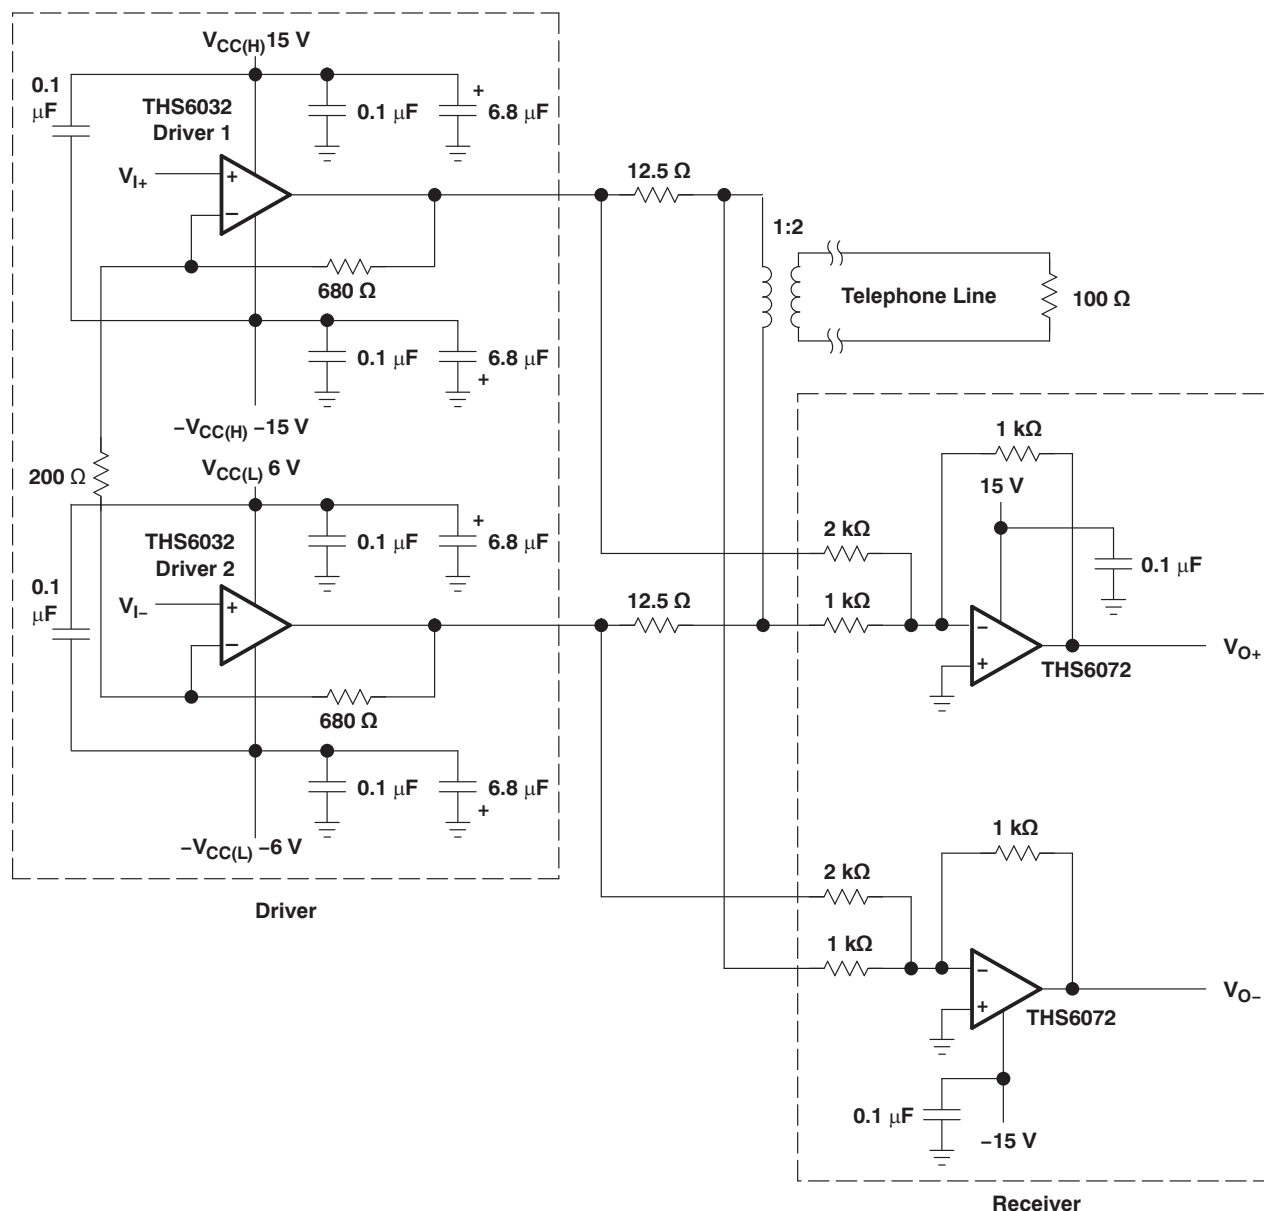 V_CC(H) 15 V
0.1
μF
THS6032
Driver 1
0.1 μF
+
6.8 μF
V_I+
+
−
680 Ω
12.5 Ω
1:2
Telephone Line
100 Ω
0.1 μF
6.8 μF
+
−V_CC(H) −15 V
200 Ω
V_CC(L) 6 V
THS6032
Driver 2
0.1 μF
+
6.8 μF
0.1
μF
V_I−
+
−
680 Ω
12.5 Ω
0.1 μF
6.8 μF
+
−V_CC(L) −6 V
Driver
1 kΩ
15 V
2 kΩ
0.1 μF
1 kΩ
−
+
THS6072
V_O+
1 kΩ
2 kΩ
1 kΩ
−
+
THS6072
V_O−
0.1 μF
−15 V
Receiver